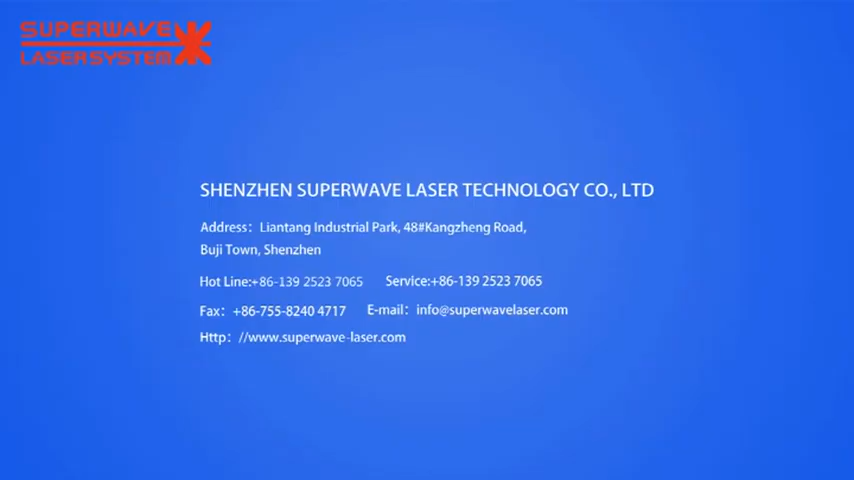 SUPERWAVE
LASER SYSTEM
SHENZHEN SUPERWAVE LASER TECHNOLOGY CO., LTD
Address：Liantang Industrial Park, 48#Kangzheng Road,
Buji Town, Shenzhen
Hot Line:+86-139 2523 7065 Service:+86-139 2523 7065
Fax：+86-755-8240 4717 E-mail：info@superwavelaser.com
Http：//www.superwave-laser.com